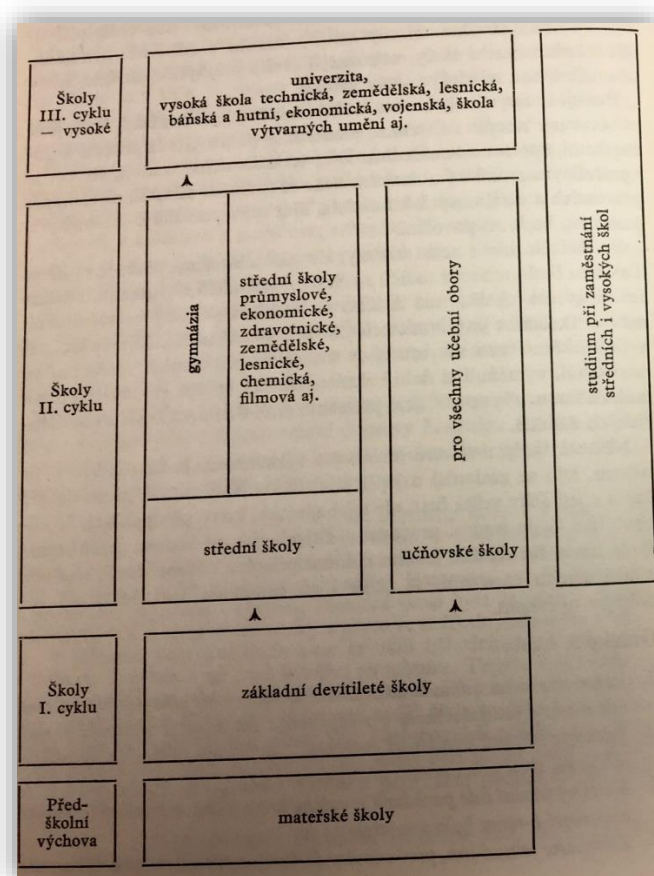 Školy
III. cyklu
— vysoké
univerzita,
vysoká škola technická, zemědělská, lesnická,
báňská a hutní, ekonomická, vojenská, škola
výtvarných umění aj.
studium při zaměstnání
středních i vysokých škol
Školy
II. cyklu
gymnázia
střední školy
průmyslové,
ekonomické,
zdravotnické,
zemědělské,
lesnické,
chemická,
filmová aj.
pro všechny učební obory
střední školy
učňovské školy
Školy
I. cyklu
základní devítileté školy
Před-
školní
výchova
mateřské školy